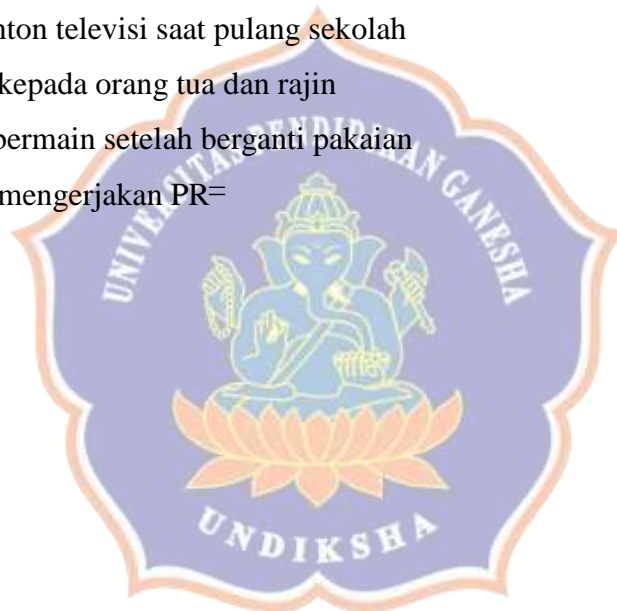 nton televisi saat pulang sekolah
kepada orang tua dan rajin
bermain setelah berganti pakaian
mengerjakan PR=
UNIVERSITAS PENDIDIKAN GANESHA
UNDIKSHA